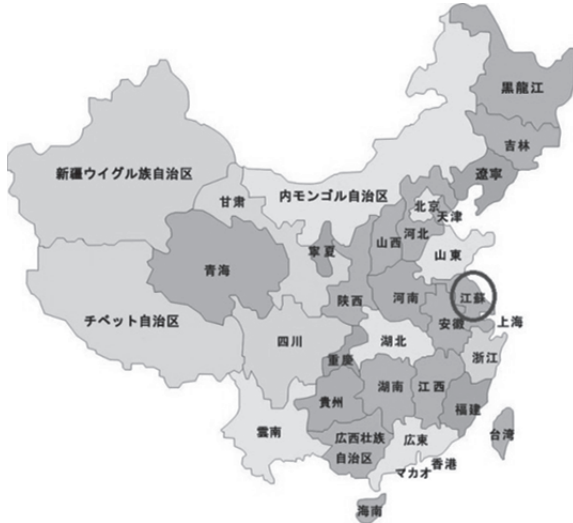 黒龍江
吉林
遼寧
新疆ウイグル族自治区
内モンゴル自治区
甘粛
北京
天津
河北
山西
寧夏
山東
青海
陝西
河南
江蘇
安徽
上海
チベット自治区
四川
湖北
重慶
浙江
湖南
江西
貴州
福建
雲南
広西壮族
自治区
広東
台湾
香港
マカオ
海南